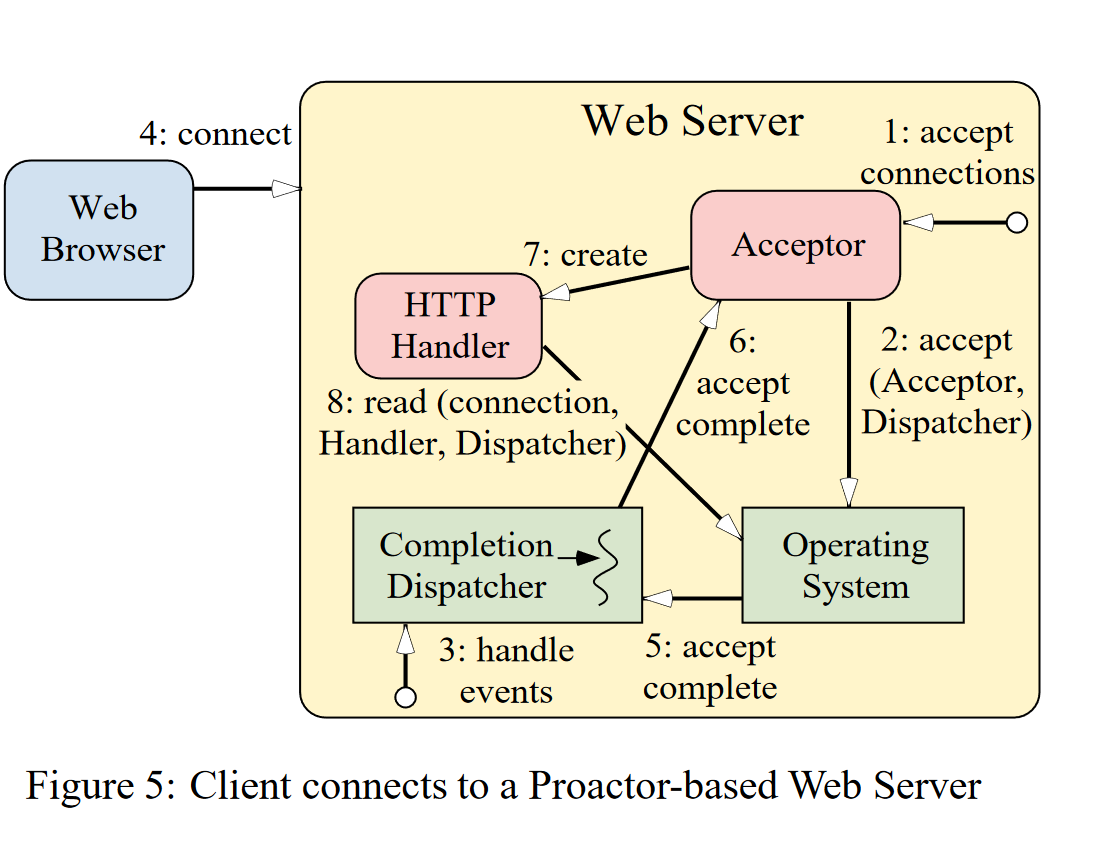 Web Server
4: connect
1: accept
connections
Web
Browser
Acceptor
7: create
HTTP
Handler
6:
accept
complete
2: accept
(Acceptor,
Dispatcher)
8: read (connection,
Handler, Dispatcher)
Completion
Dispatcher
Operating
System
3: handle
events
5: accept
complete
Figure 5: Client connects to a Proactor-based Web Server